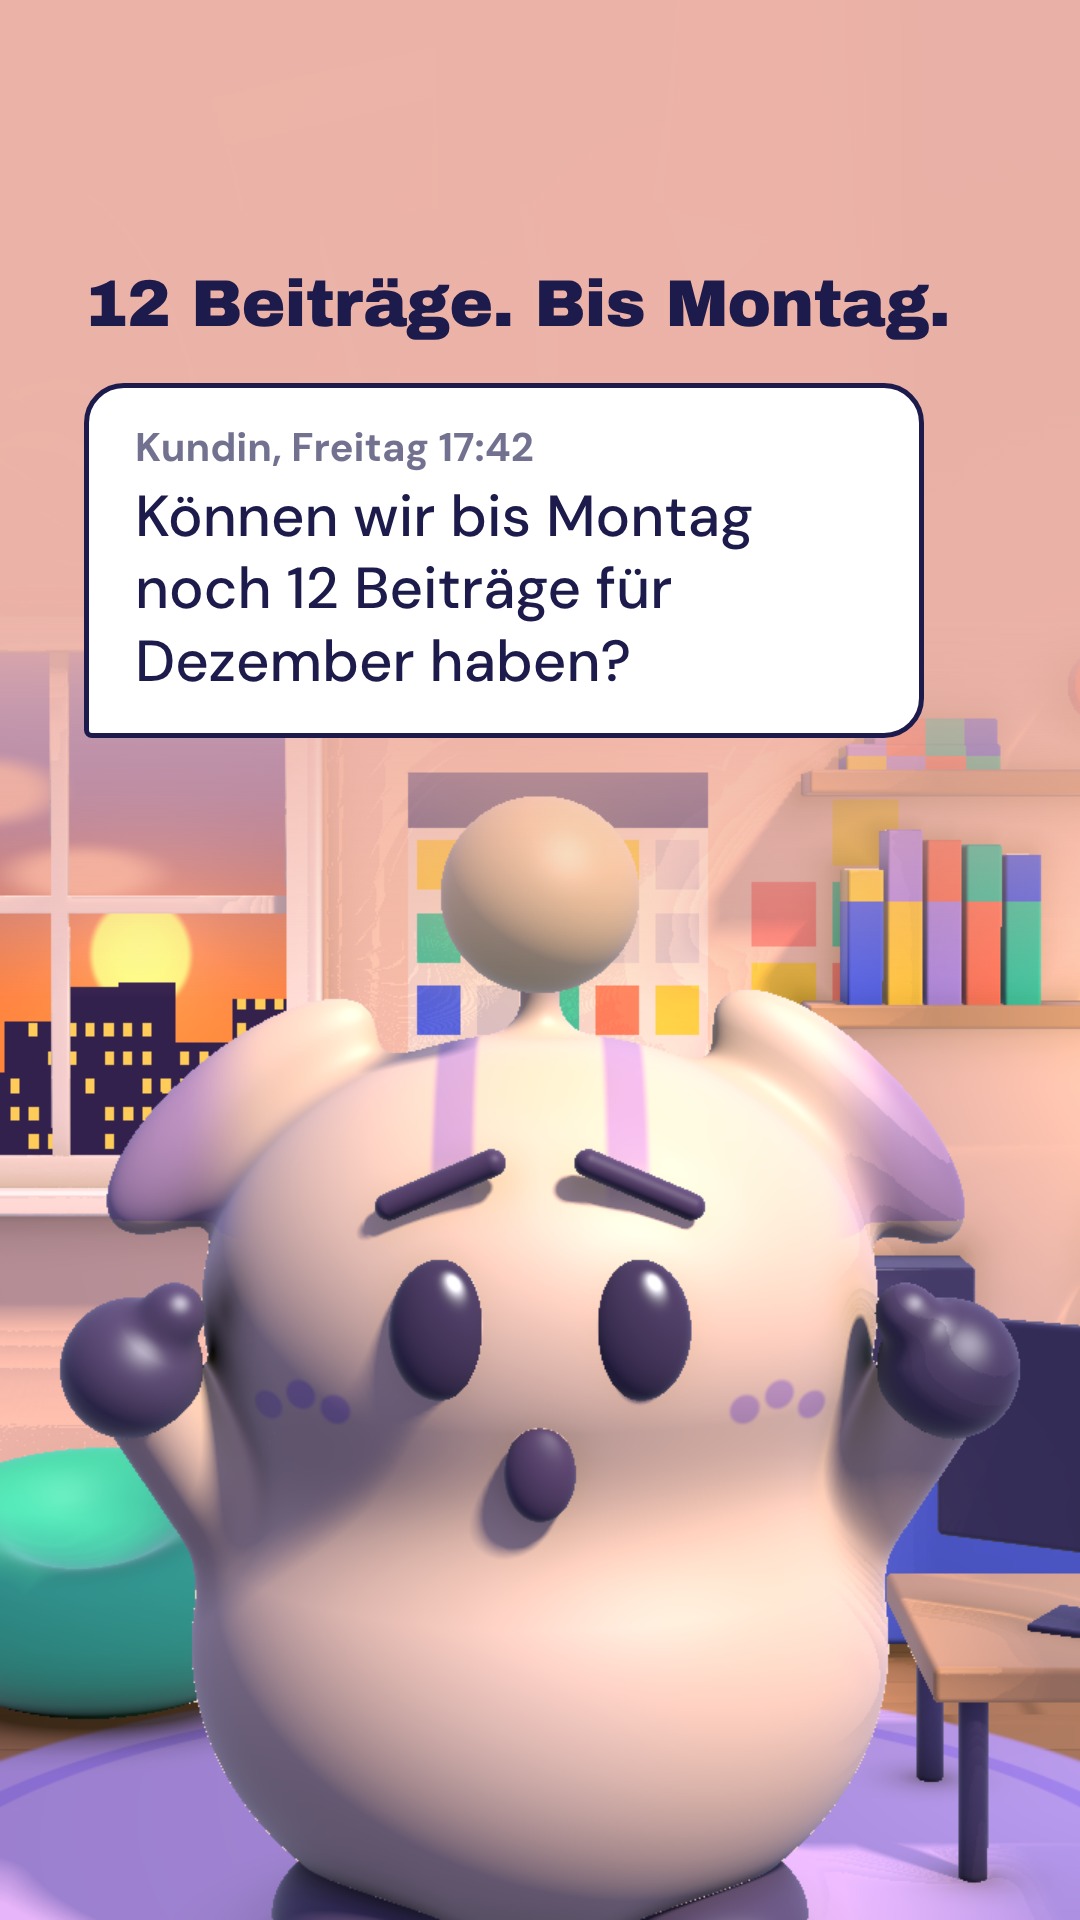 12 Beiträge. Bis Montag.
Kundin, Freitag 17:42
Können wir bis Montag
noch 12 Beiträge für
Dezember haben?